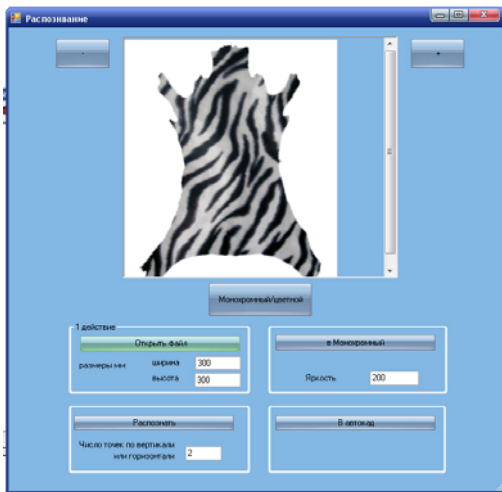 Распознвание
-
+
Монохромный/цветной
1 действие
Открыть файл
размеры мм
ширина
300
высота
300
в Монохромный
Яркость
200
Распознать
Число точек по вертикали
или горизонтали
2
В автокад